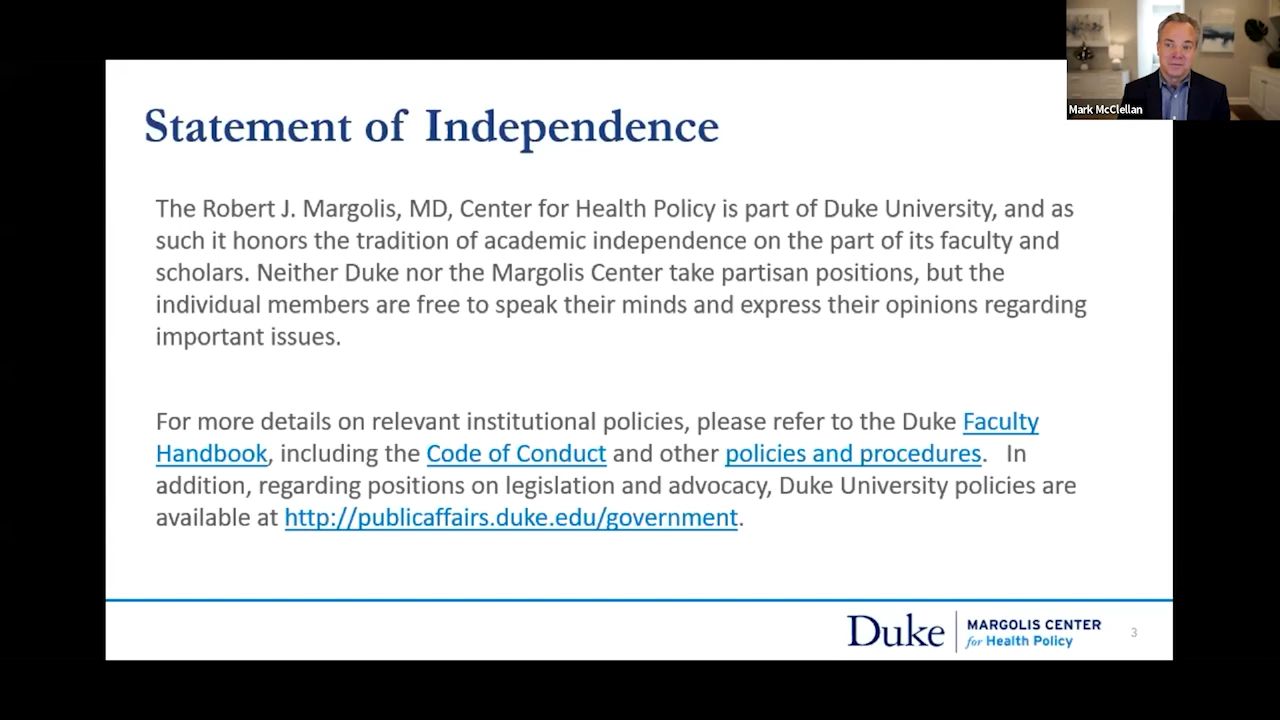 Mark McClellan
Statement of Independence
The Robert J. Margolis, MD, Center for Health Policy is part of Duke University, and as
such it honors the tradition of academic independence on the part of its faculty and
scholars. Neither Duke nor the Margolis Center take partisan positions, but the
individual members are free to speak their minds and express their opinions regarding
important issues.
For more details on relevant institutional policies, please refer to the Duke Faculty
Handbook, including the Code of Conduct and other policies and procedures.   In
addition, regarding positions on legislation and advocacy, Duke University policies are
available at http://publicaffairs.duke.edu/government.
Duke
MARGOLIS CENTER
for Health Policy
3